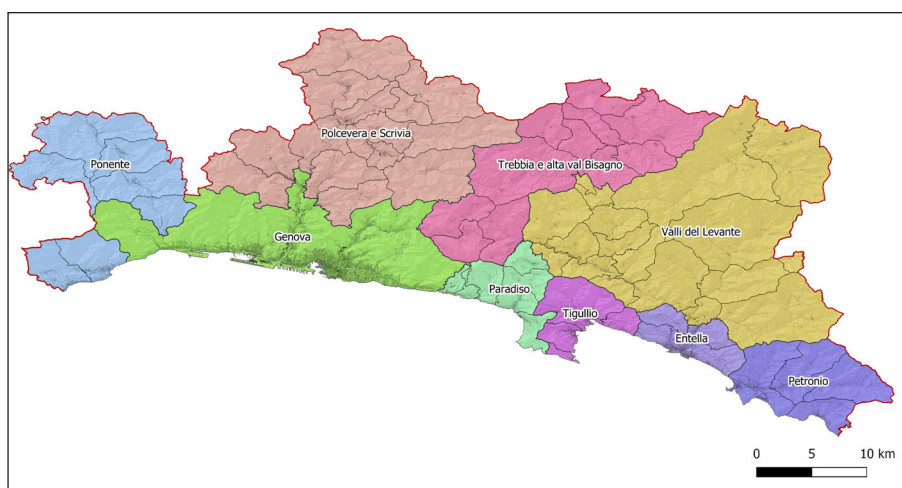 Polcevera e Scrivia
Ponente
Trebbia e alta val Bisagno
Genova
Valli del Levante
Paradiso
Tigullio
Entella
Petronio
0 5 10 km